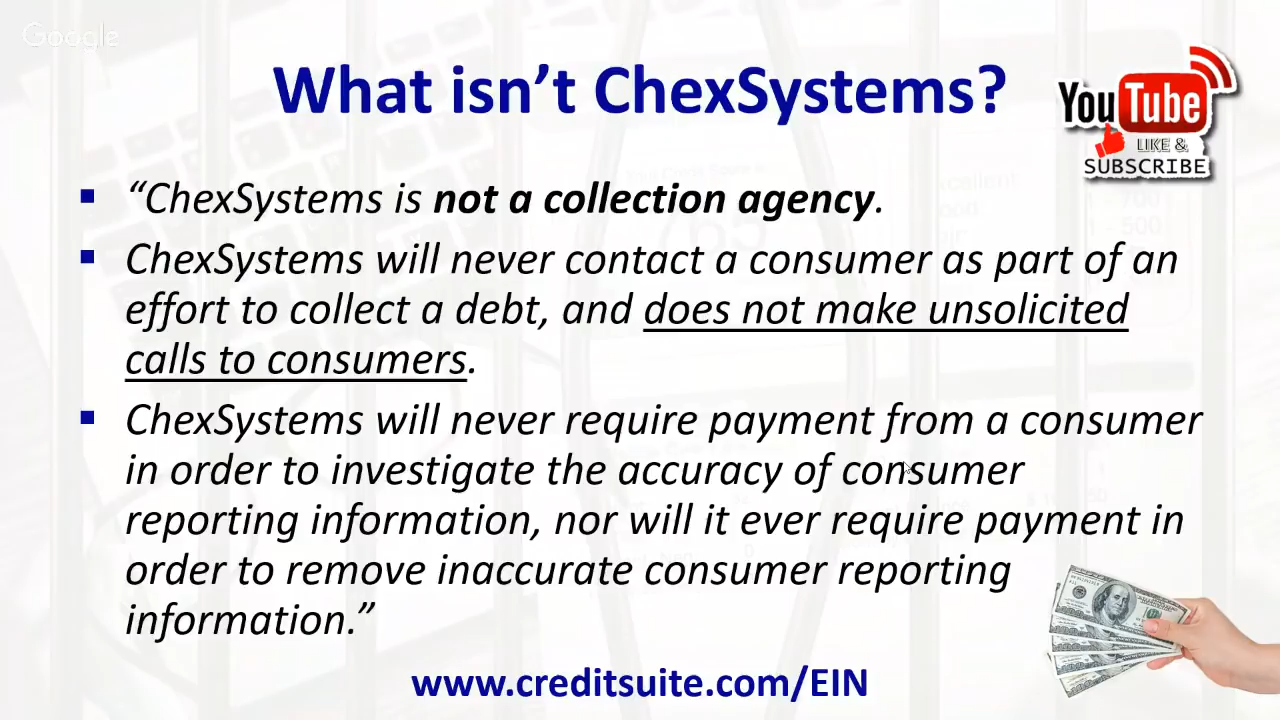 Google
What isn’t ChexSystems?
You Tube
LIKE &
SUBSCRIBE
▪ “ChexSystems is not a collection agency.
▪ ChexSystems will never contact a consumer as part of an
effort to collect a debt, and does not make unsolicited
calls to consumers.
▪ ChexSystems will never require payment from a consumer
in order to investigate the accuracy of consumer
reporting information, nor will it ever require payment in
order to remove inaccurate consumer reporting
information.”
www.creditsuite.com/EIN